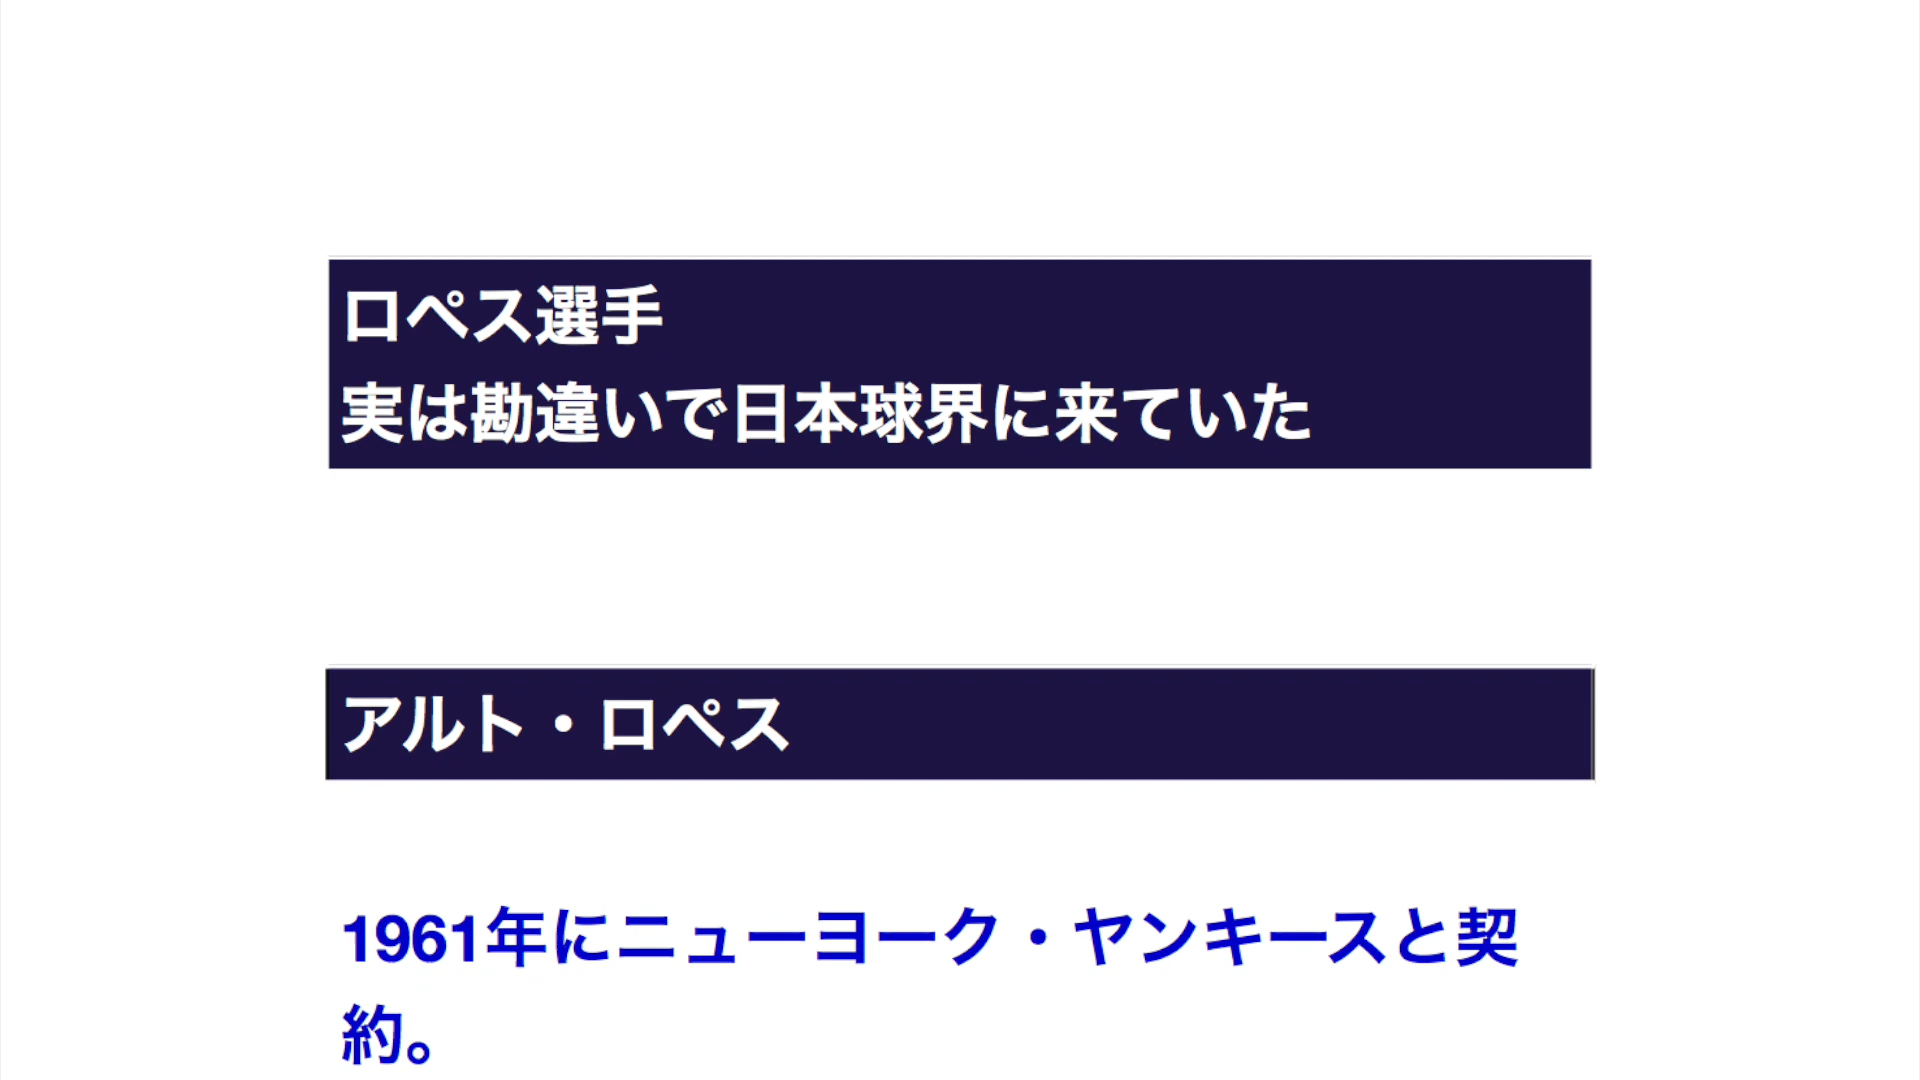 ロペス選手
実は勘違いで日本球界に来ていた
アルト・ロペス
1961年にニューヨーク・ヤンキースと契
約。